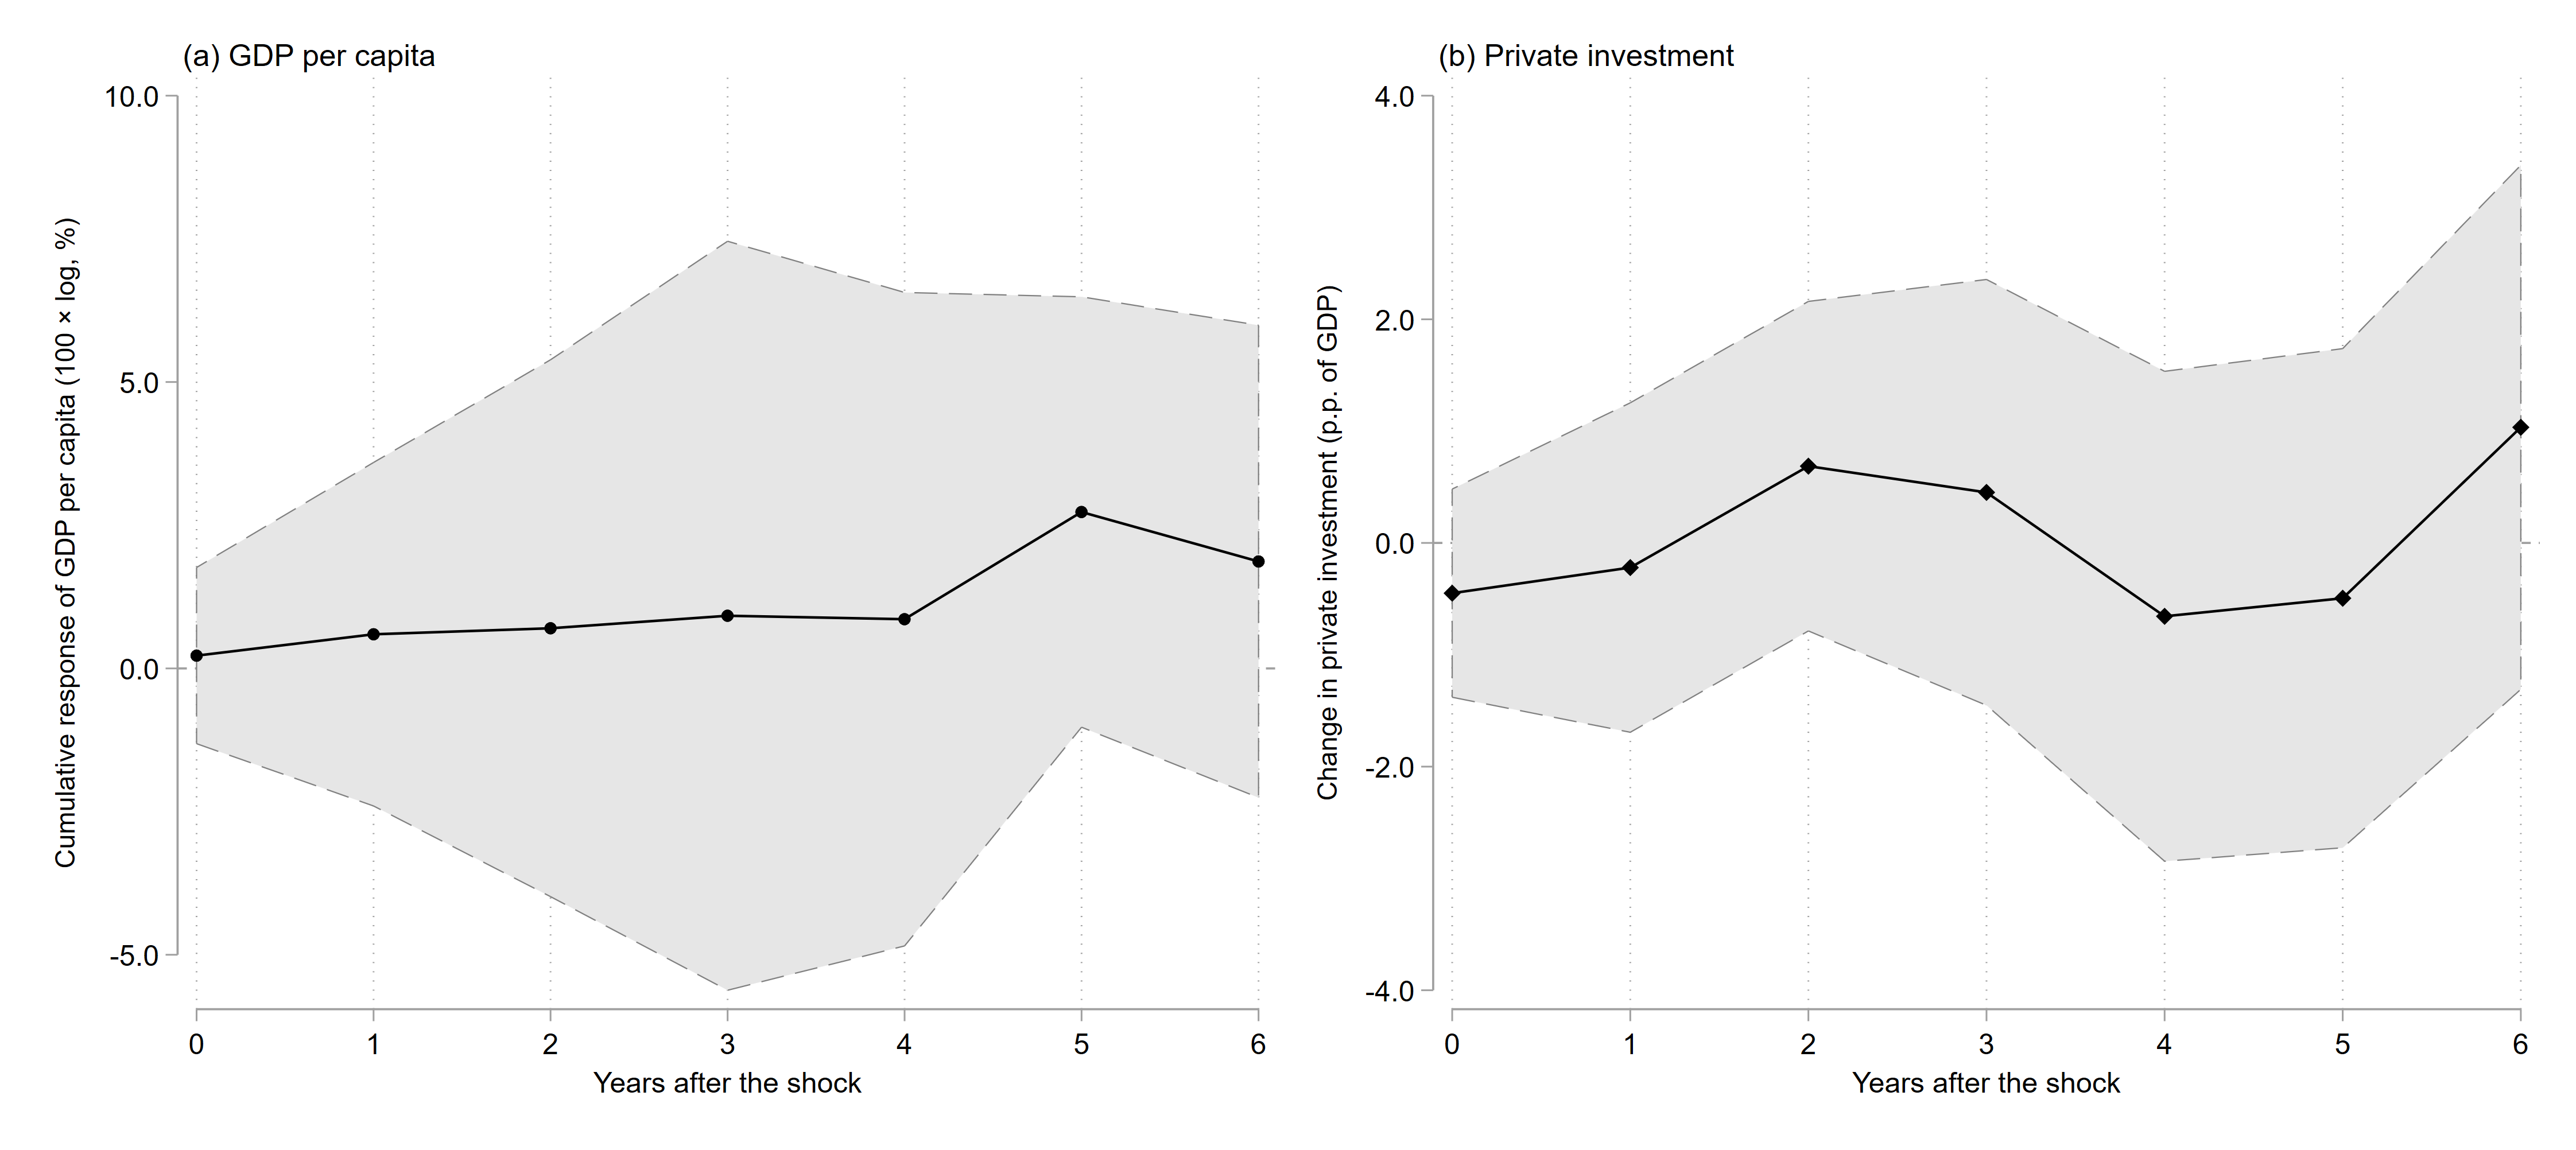 (a) GDP per capita
Cumulative response of GDP per capita (100 × log, %)
10.0
5.0
0.0
-5.0
0 1 2 3 4 5 6
Years after the shock
(b) Private investment
Change in private investment (p.p. of GDP)
4.0
2.0
0.0
-2.0
-4.0
0 1 2 3 4 5 6
Years after the shock